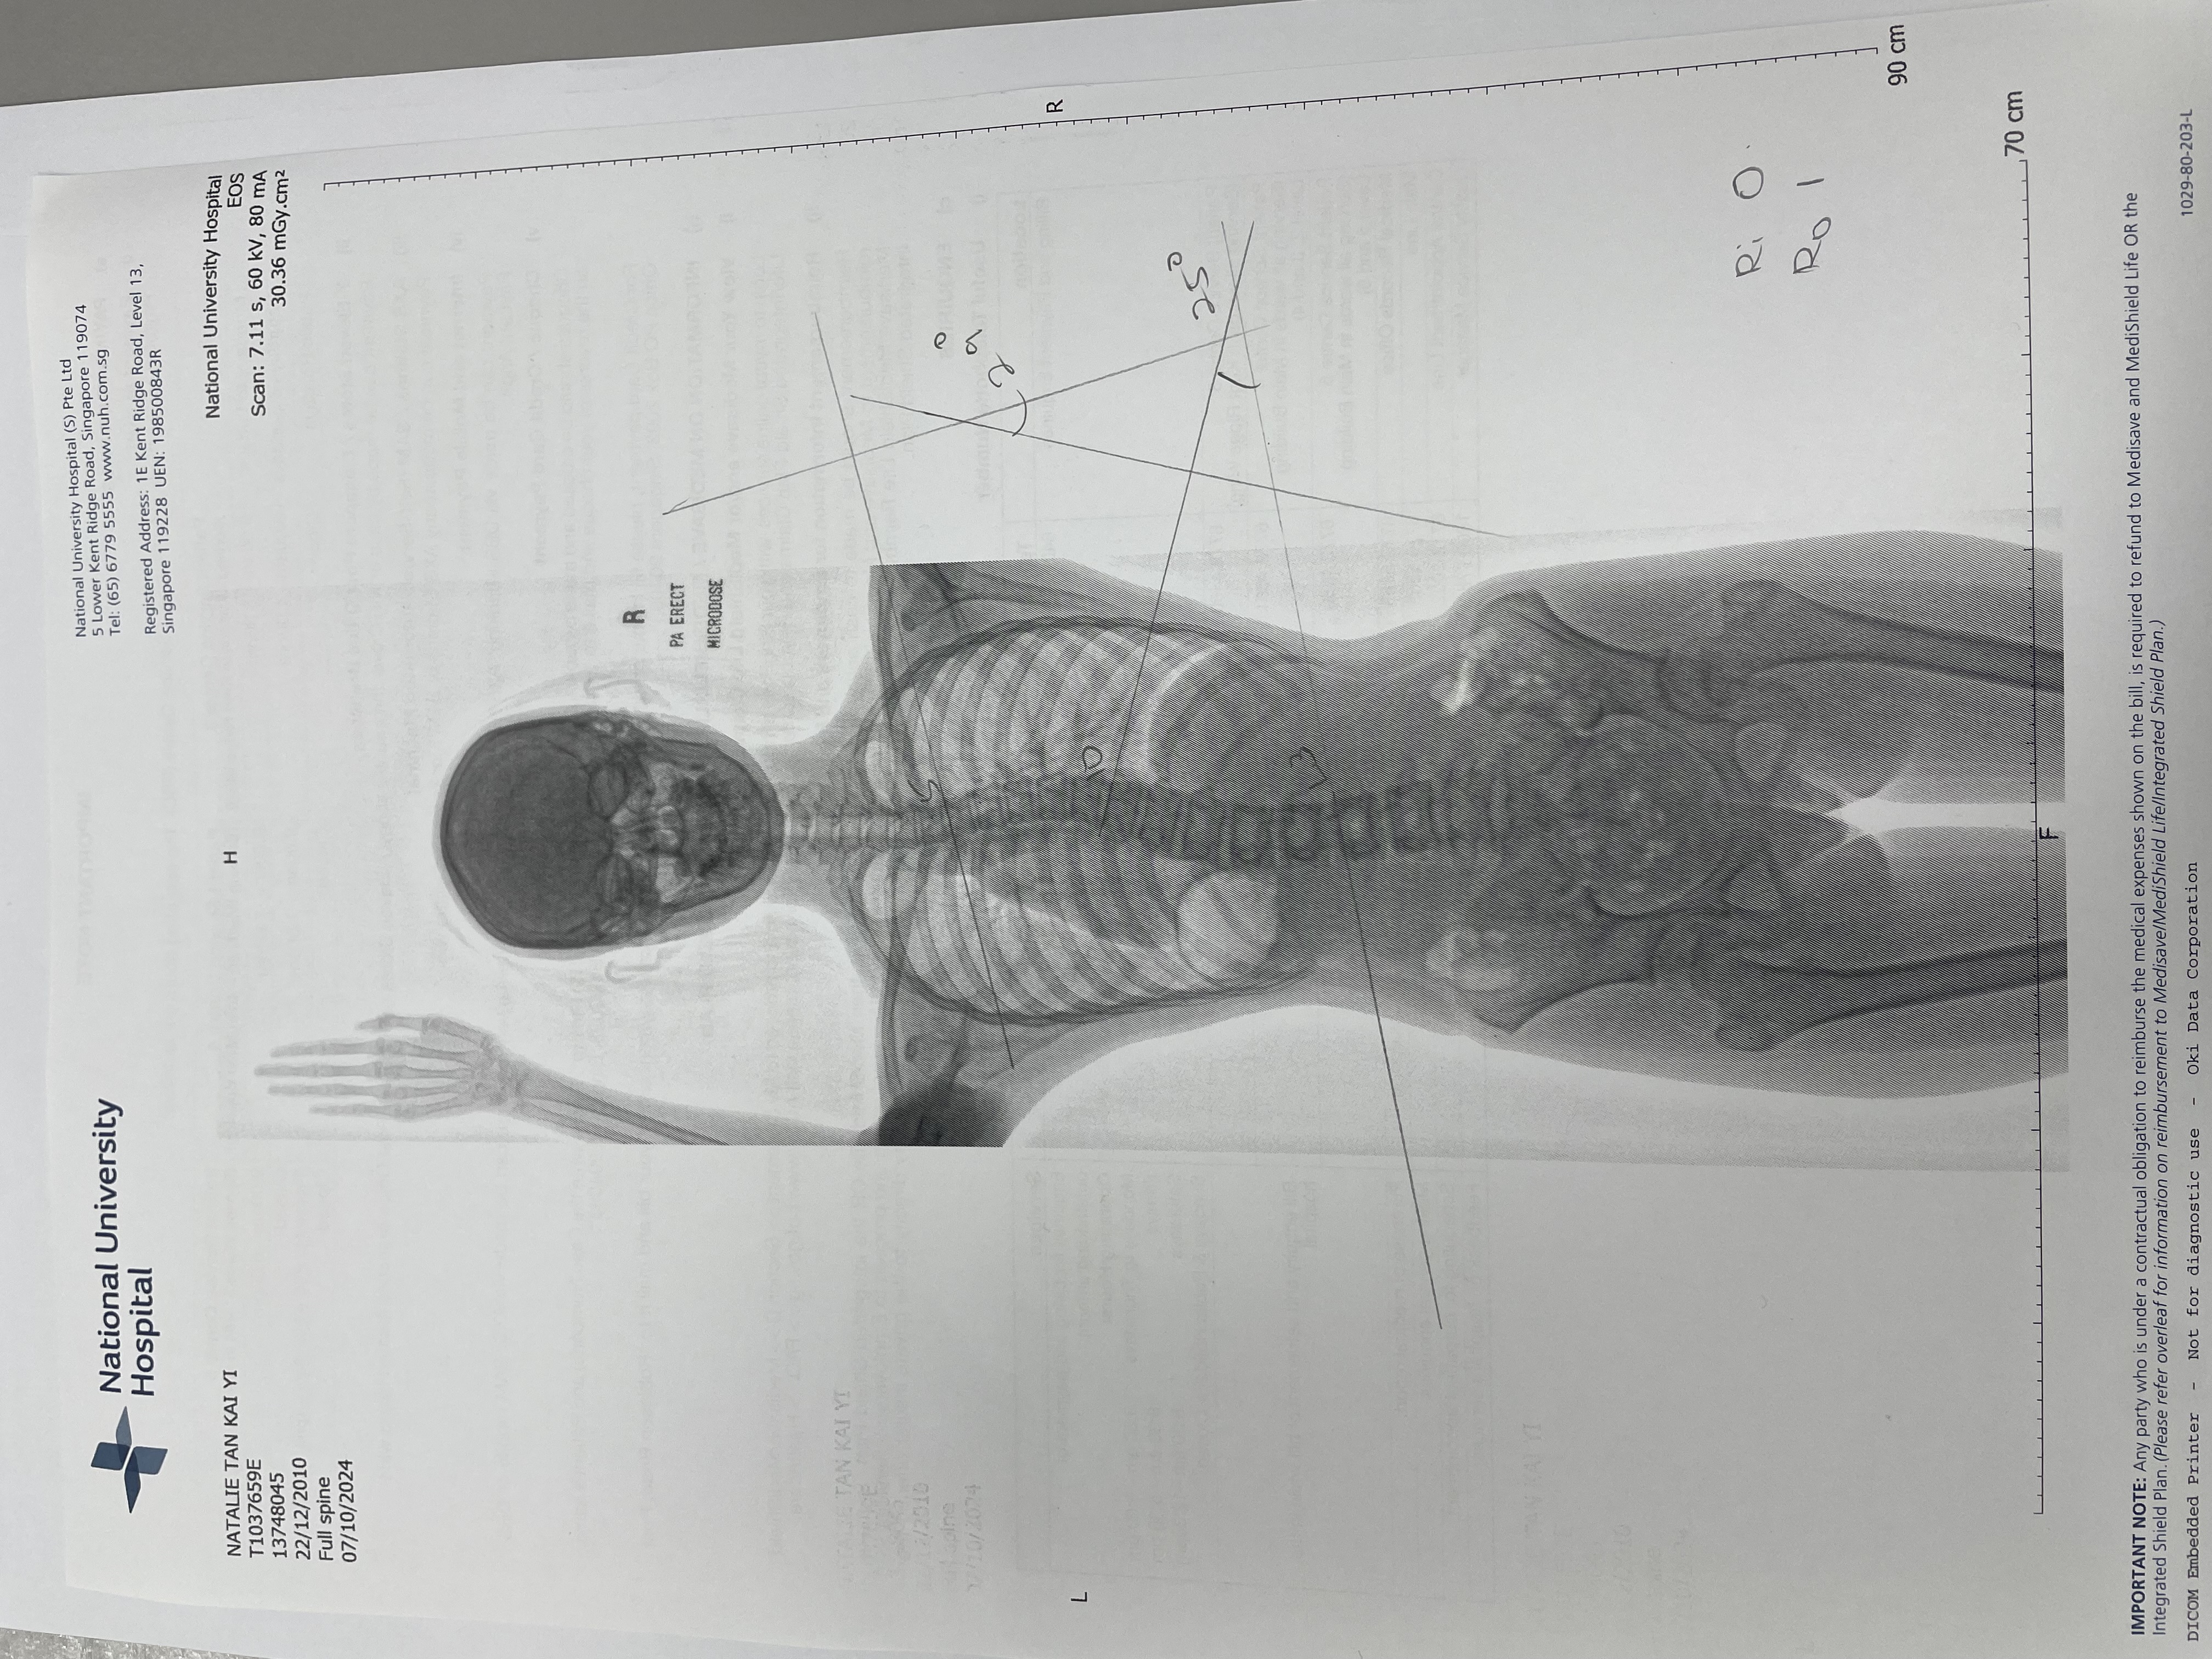 National University
Hospital
National University Hospital (S) Pte Ltd
5 Lower Kent Ridge Road, Singapore 119074
Tel: (65) 6779 5555  www.nuh.com.sg
Registered Address: 1E Kent Ridge Road, Level 13,
Singapore 119228  UEN: 198500843R
NATALIE TAN KAI YI
T1037659E
13748045
22/12/2010
Full spine
07/10/2024
H
National University Hospital
EOS
Scan: 7.11 s, 60 kV, 80 mA
30.36 mGy.cm²
R
PA ERECT
MICRODOSE
5
29°
10
L
R
25°
L3
Ri 0
Ro 1
90 cm
70 cm
F
IMPORTANT NOTE: Any party who is under a contractual obligation to reimburse the medical expenses shown on the bill, is required to refund to Medisave and MediShield Life OR the
Integrated Shield Plan. (Please refer overleaf for information on reimbursement to Medisave/MediShield Life/Integrated Shield Plan.)
DICOM Embedded Printer  -  Not for diagnostic use  -  Oki Data Corporation
1029-80-203-L